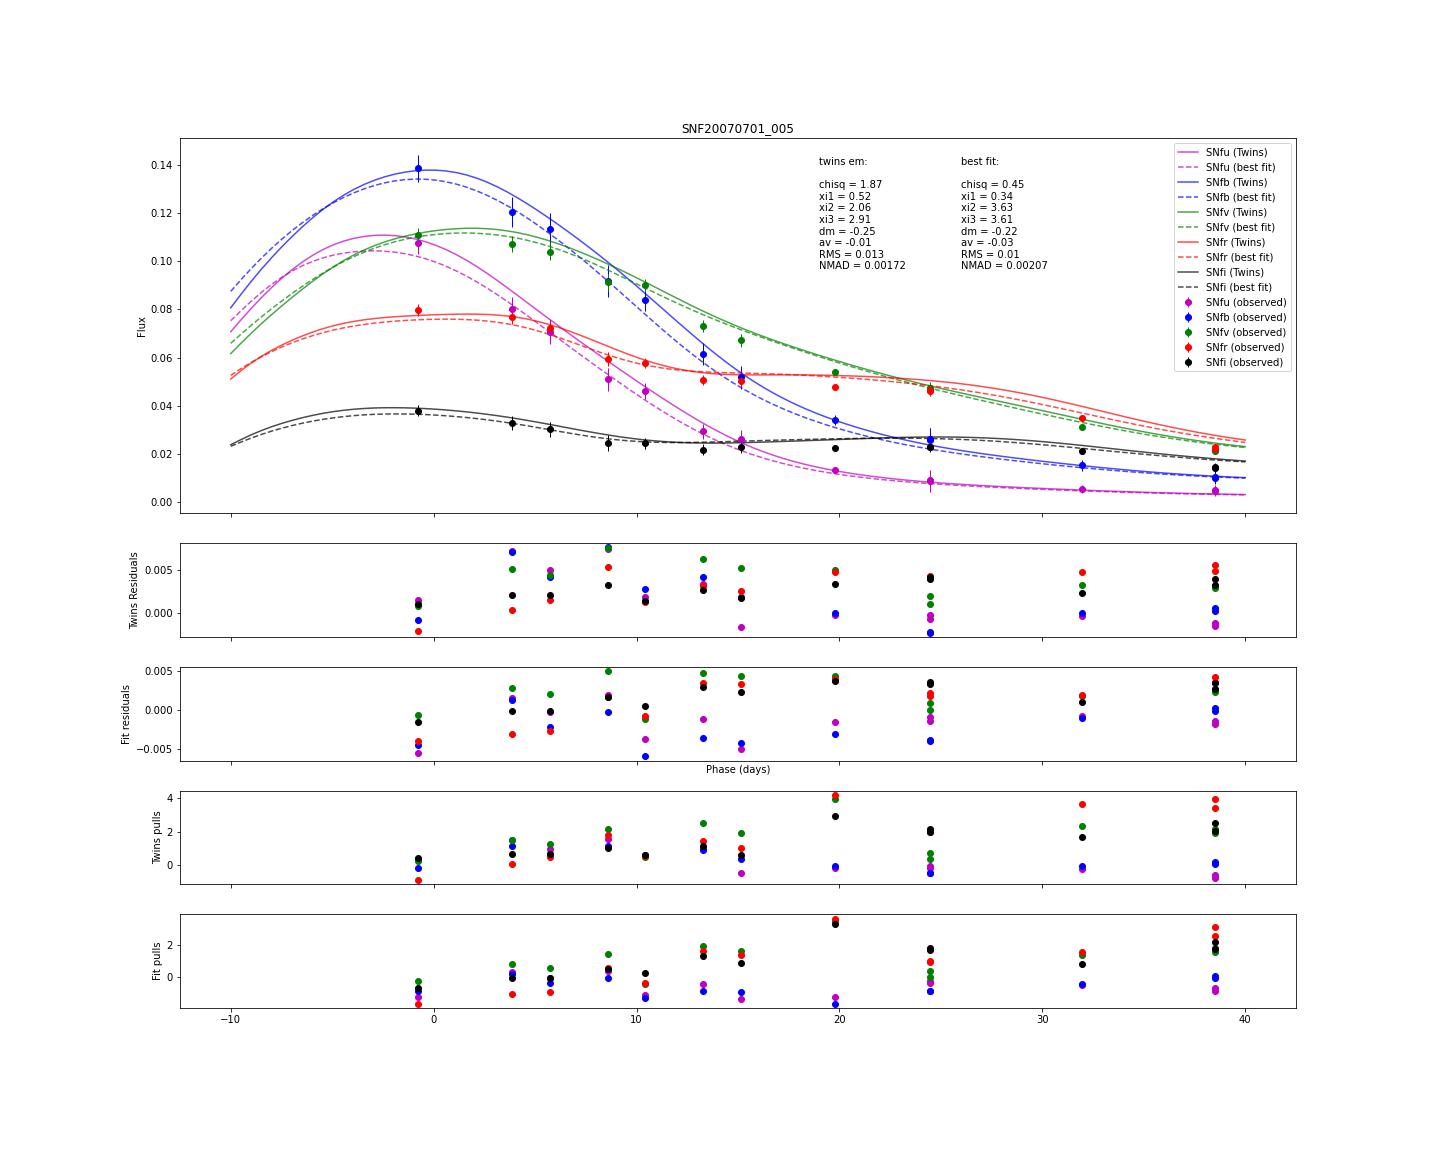 SNF20070701_005
Flux
0.14
0.12
0.10
0.08
0.06
0.04
0.02
0.00
−10
0
10
20
30
40
twins em:
chisq = 1.87
xi1 = 0.52
xi2 = 2.06
xi3 = 2.91
dm = -0.25
av = -0.01
RMS = 0.013
NMAD = 0.00172
best fit:
chisq = 0.45
xi1 = 0.34
xi2 = 3.63
xi3 = 3.61
dm = -0.22
av = -0.03
RMS = 0.01
NMAD = 0.00207
SNfu (Twins)
SNfu (best fit)
SNfb (Twins)
SNfb (best fit)
SNfv (Twins)
SNfv (best fit)
SNfr (Twins)
SNfr (best fit)
SNfi (Twins)
SNfi (best fit)
SNfu (observed)
SNfb (observed)
SNfv (observed)
SNfr (observed)
SNfi (observed)
Twins Residuals
0.005
0.000
Fit residuals
0.005
0.000
−0.005
Phase (days)
Twins pulls
4
2
0
Fit pulls
2
0